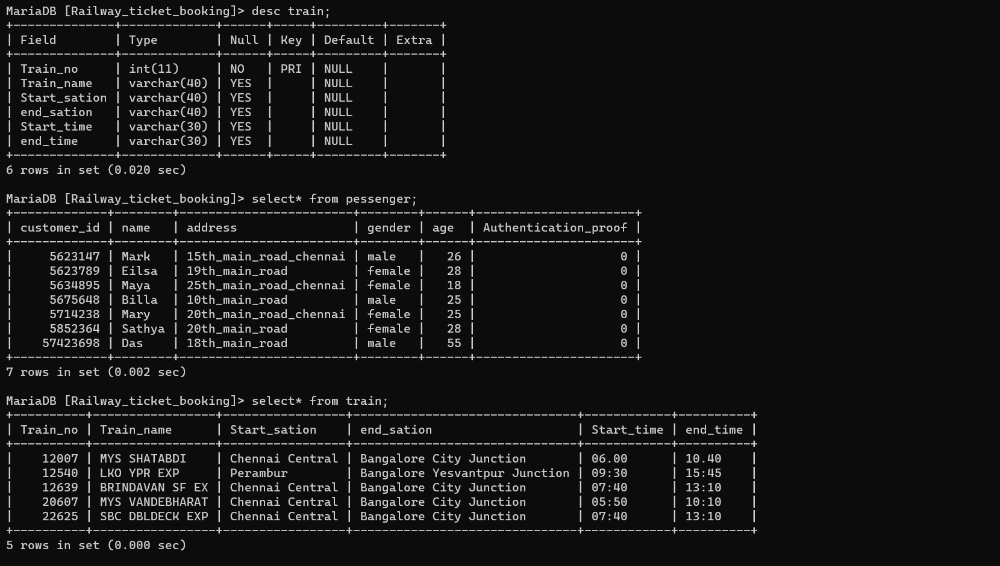 MariaDB [Railway_ticket_booking]> desc train;
+--------------+-------------+------+-----+---------+-------+
| Field        | Type        | Null | Key | Default | Extra |
+--------------+-------------+------+-----+---------+-------+
| Train_no     | int(11)     | NO   | PRI | NULL    |       |
| Train_name   | varchar(40) | YES  |     | NULL    |       |
| Start_sation | varchar(40) | YES  |     | NULL    |       |
| end_sation   | varchar(40) | YES  |     | NULL    |       |
| Start_time   | varchar(30) | YES  |     | NULL    |       |
| end_time     | varchar(30) | YES  |     | NULL    |       |
+--------------+-------------+------+-----+---------+-------+
6 rows in set (0.020 sec)

MariaDB [Railway_ticket_booking]> select* from pessenger;
+-------------+--------+------------------------+--------+------+----------------------+
| customer_id | name   | address                | gender | age  | Authentication_proof |
+-------------+--------+------------------------+--------+------+----------------------+
|     5623147 | Mark   | 15th_main_road_chennai | male   |   26 |                    0 |
|     5623789 | Eilsa  | 19th_main_road         | female |   28 |                    0 |
|     5634895 | Maya   | 25th_main_road_chennai | female |   18 |                    0 |
|     5675648 | Billa  | 10th_main_road         | male   |   25 |                    0 |
|     5714238 | Mary   | 20th_main_road_chennai | female |   25 |                    0 |
|     5852364 | Sathya | 20th_main_road         | female |   28 |                    0 |
|    57423698 | Das    | 18th_main_road         | male   |   55 |                    0 |
+-------------+--------+------------------------+--------+------+----------------------+
7 rows in set (0.002 sec)

MariaDB [Railway_ticket_booking]> select* from train;
+----------+-----------------+-----------------+-------------------------------+------------+----------+
| Train_no | Train_name      | Start_sation    | end_sation                    | Start_time | end_time |
+----------+-----------------+-----------------+-------------------------------+------------+----------+
|    12007 | MYS SHATABDI    | Chennai Central | Bangalore City Junction       | 06.00      | 10.40    |
|    12540 | LKO YPR EXP     | Perambur        | Bangalore Yesvantpur Junction | 09:30      | 15:45    |
|    12639 | BRINDAVAN SF EX | Chennai Central | Bangalore City Junction       | 07:40      | 13:10    |
|    20607 | MYS VANDEBHARAT | Chennai Central | Bangalore City Junction       | 05:50      | 10:10    |
|    22625 | SBC DBLDECK EXP | Chennai Central | Bangalore City Junction       | 07:40      | 13:10    |
+----------+-----------------+-----------------+-------------------------------+------------+----------+
5 rows in set (0.000 sec)